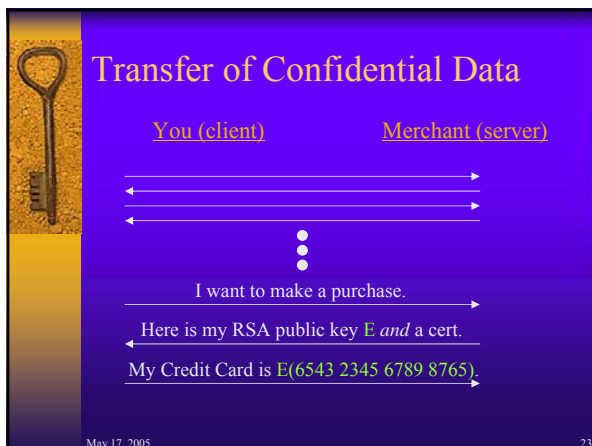 Transfer of Confidential Data
You (client) Merchant (server)
I want to make a purchase.
Here is my RSA public key E and a cert.
My Credit Card is E(6543 2345 6789 8765).
May 17, 2005 23